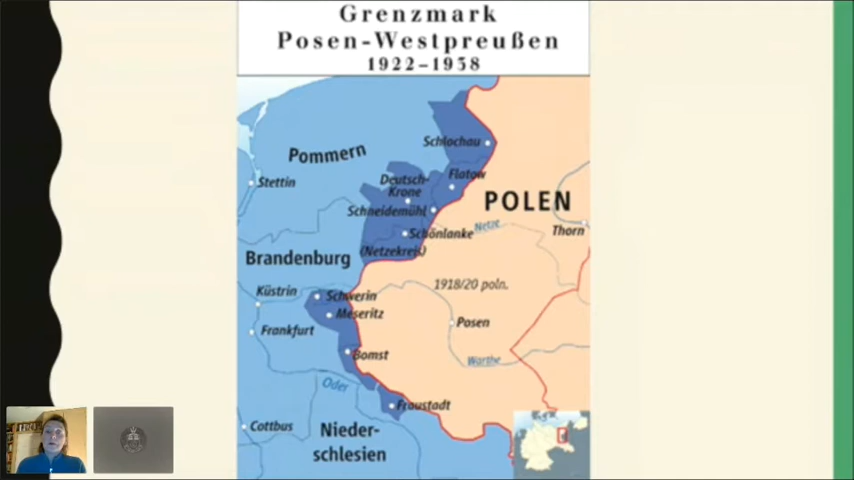 Grenzmark
Posen-Westpreußen
1922–1938
Schlochau
Pommern
Flatow
Deutsch-
Krone
Stettin
POLEN
Schneidemühl
Netze
Thorn
Schönlanke
(Netzekreis)
Brandenburg
1918/20 poln.
Küstrin
Schwerin
Meseritz
Posen
Frankfurt
Bomst
Warthe
Oder
Fraustadt
Cottbus
Nieder-
schlesien